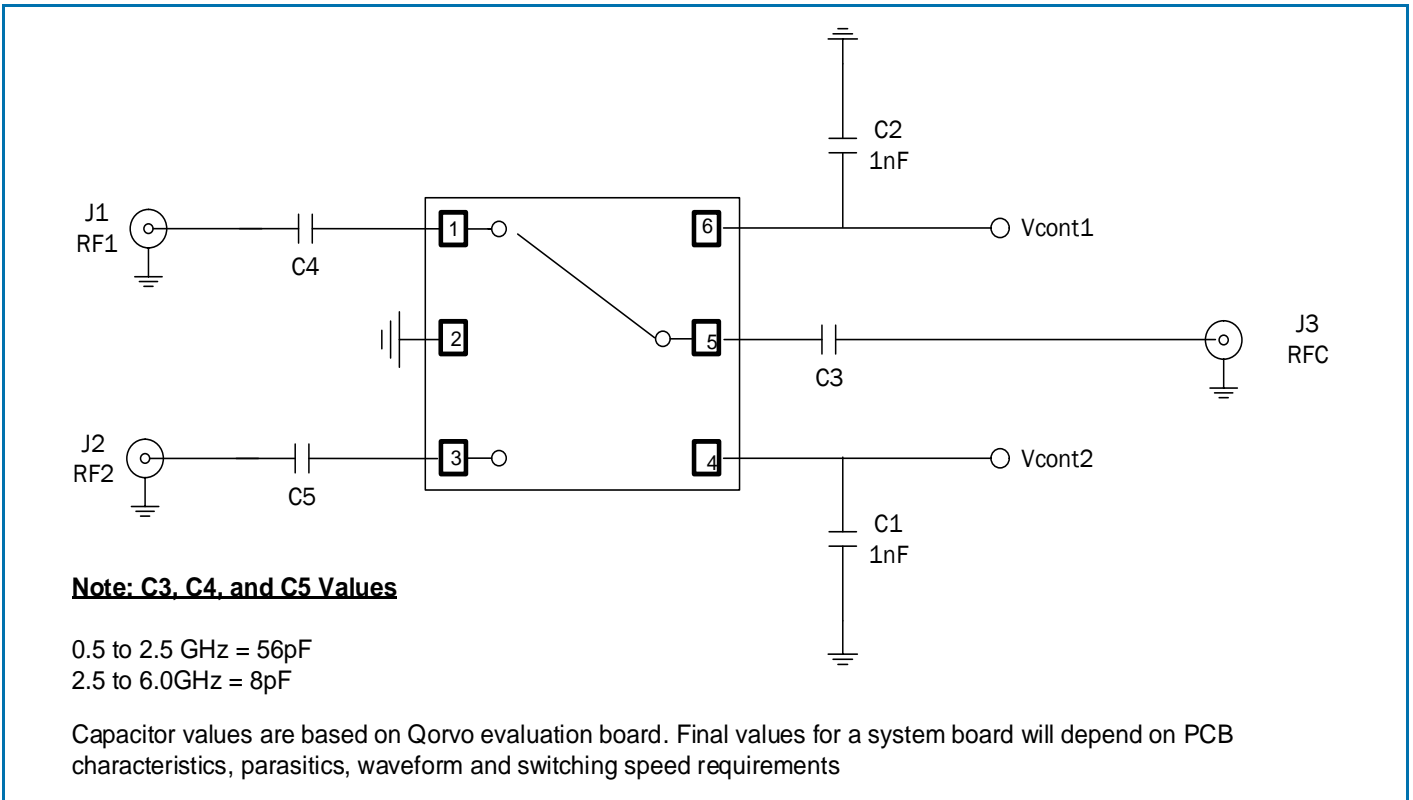 C2
1nF
J1
RF1
C4
1
6
Vcont1
2
5
C3
J3
RFC
J2
RF2
C5
3
4
Vcont2
C1
1nF
Note: C3, C4, and C5 Values
0.5 to 2.5 GHz = 56pF
2.5 to 6.0GHz = 8pF
Capacitor values are based on Qorvo evaluation board. Final values for a system board will depend on PCB
characteristics, parasitics, waveform and switching speed requirements